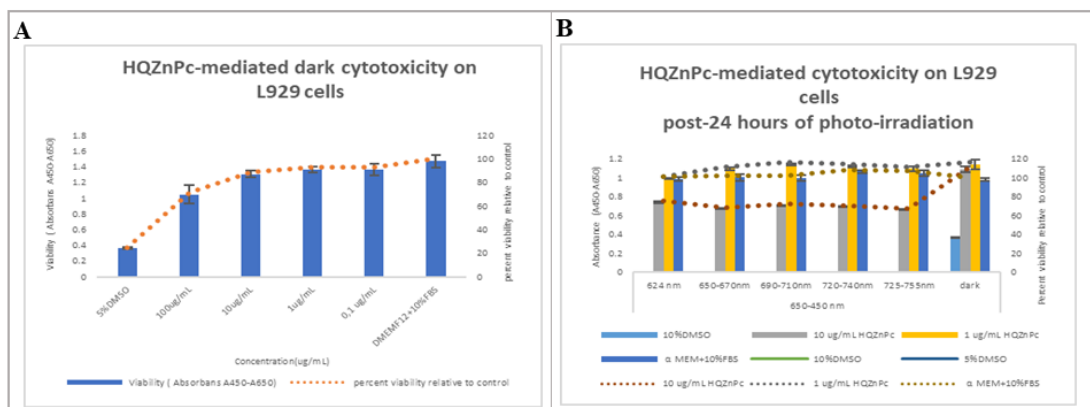 A
HQZnPc-mediated dark cytotoxicity on
L929 cells
Viability ( Absorbans A450-A650)
1.8
1.6
1.4
1.2
1
0.8
0.6
0.4
0.2
0
120
100
80
60
40
20
0
percent viability relative to control
5%DMSO
100ug/mL
10ug/mL
1ug/mL
0,1 ug/mL
DMEMF12+10%FBS
Concentration(ug/mL)
Viability ( Absorbans A450-A650)
percent viability relative to control
B
HQZnPc-mediated cytotoxicity on L929
cells
post-24 hours of photo-irradiation
Absorbance (A450-A650)
1.2
1
0.8
0.6
0.4
0.2
0
120
100
80
60
40
20
0
Percent viability relative to control
624 nm
650-670nm
690-710nm
720-740nm
725-755nm
dark
650-450 nm
10%DMSO
10 ug/mL HQZnPc
1 ug/mL HQZnPc
α MEM+10%FBS
10%DMSO
5%DMSO
10 ug/mL HQZnPc
1 ug/mL HQZnPc
α MEM+10%FBS